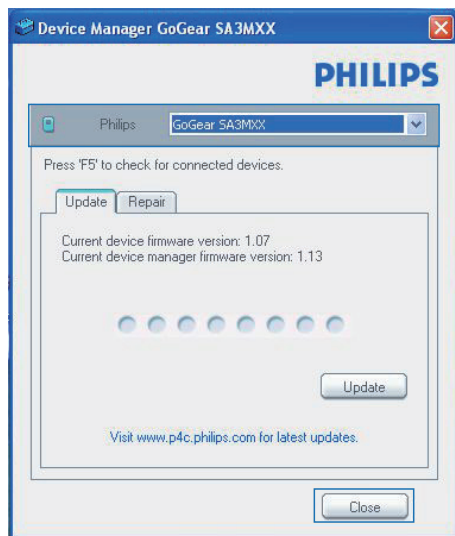 Device Manager GoGear SA3MXX
PHILIPS
Philips GoGear SA3MXX
Press 'F5' to check for connected devices.
Update Repair
Current device firmware version: 1.07
Current device manager firmware version: 1.13
Update
Visit www.p4c.philips.com for latest updates.
Close